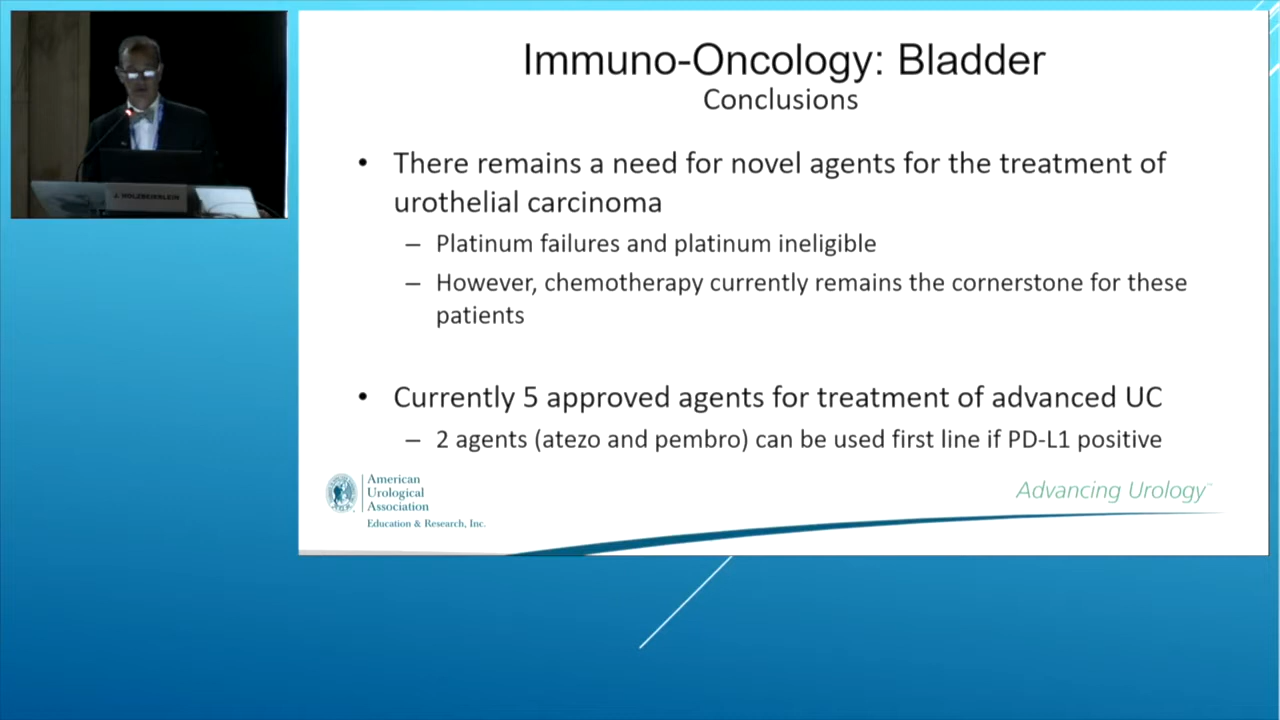 Immuno-Oncology: Bladder
Conclusions
• There remains a need for novel agents for the treatment of
urothelial carcinoma
– Platinum failures and platinum ineligible
– However, chemotherapy currently remains the cornerstone for these
patients
• Currently 5 approved agents for treatment of advanced UC
– 2 agents (atezo and pembro) can be used first line if PD-L1 positive
American
Urological
Association
Education & Research, Inc.
Advancing Urology™
J. HOLZBEIERLEIN